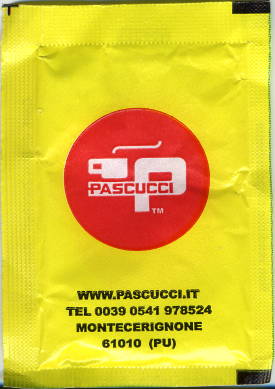 PASCUCCI
TM
WWW.PASCUCCI.IT
TEL 0039 0541 978524
MONTECERIGNONE
61010 (PU)